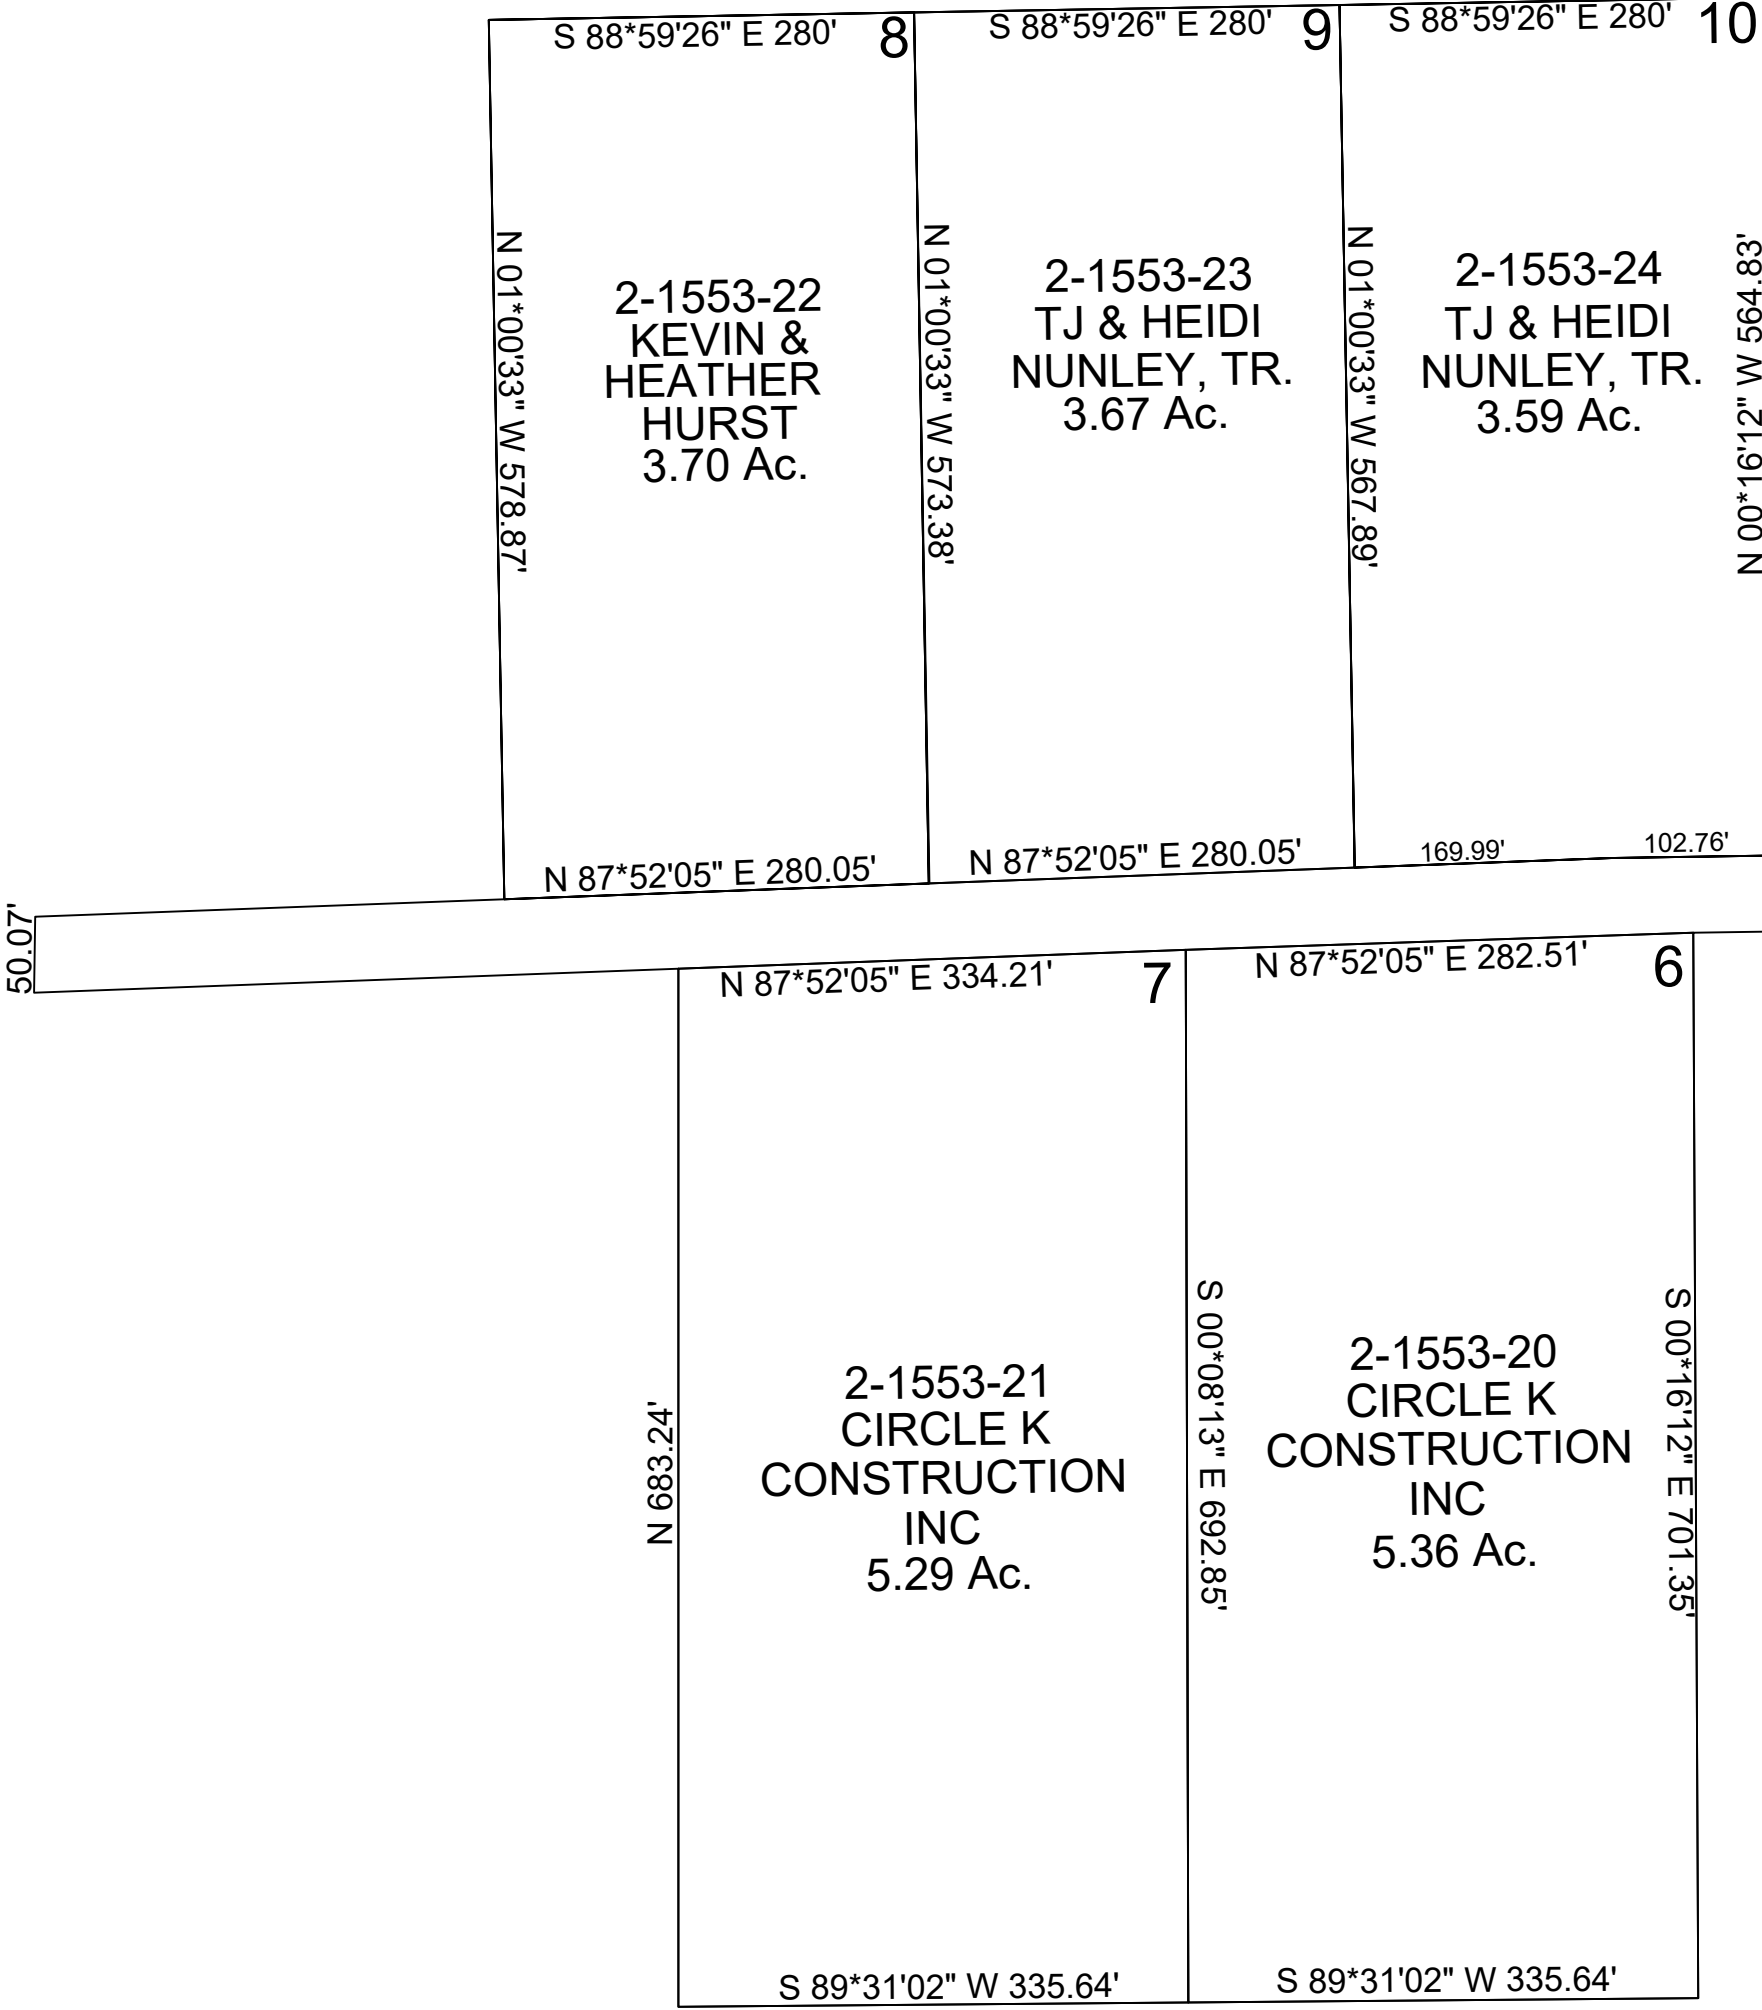 S 88*59'26" E 280'
8
S 88*59'26" E 280'
9
S 88*59'26" E 280'
10
N 01*00'33" W 578.87'
2-1553-22
KEVIN &
HEATHER
HURST
3.70 Ac.
N 01*00'33" W 573.38'
2-1553-23
TJ & HEIDI
NUNLEY, TR.
3.67 Ac.
N 01*00'33" W 567.89'
2-1553-24
TJ & HEIDI
NUNLEY, TR.
3.59 Ac.
N 00*16'12" W 564.83'
N 87*52'05" E 280.05'
N 87*52'05" E 280.05'
169.99'
102.76'
50.07'
N 87*52'05" E 334.21'
7
N 87*52'05" E 282.51'
6
N 683.24'
2-1553-21
CIRCLE K
CONSTRUCTION
INC
5.29 Ac.
S 00*08'13" E 692.85'
2-1553-20
CIRCLE K
CONSTRUCTION
INC
5.36 Ac.
S 00*16'12" E 701.35'
S 89*31'02" W 335.64'
S 89*31'02" W 335.64'